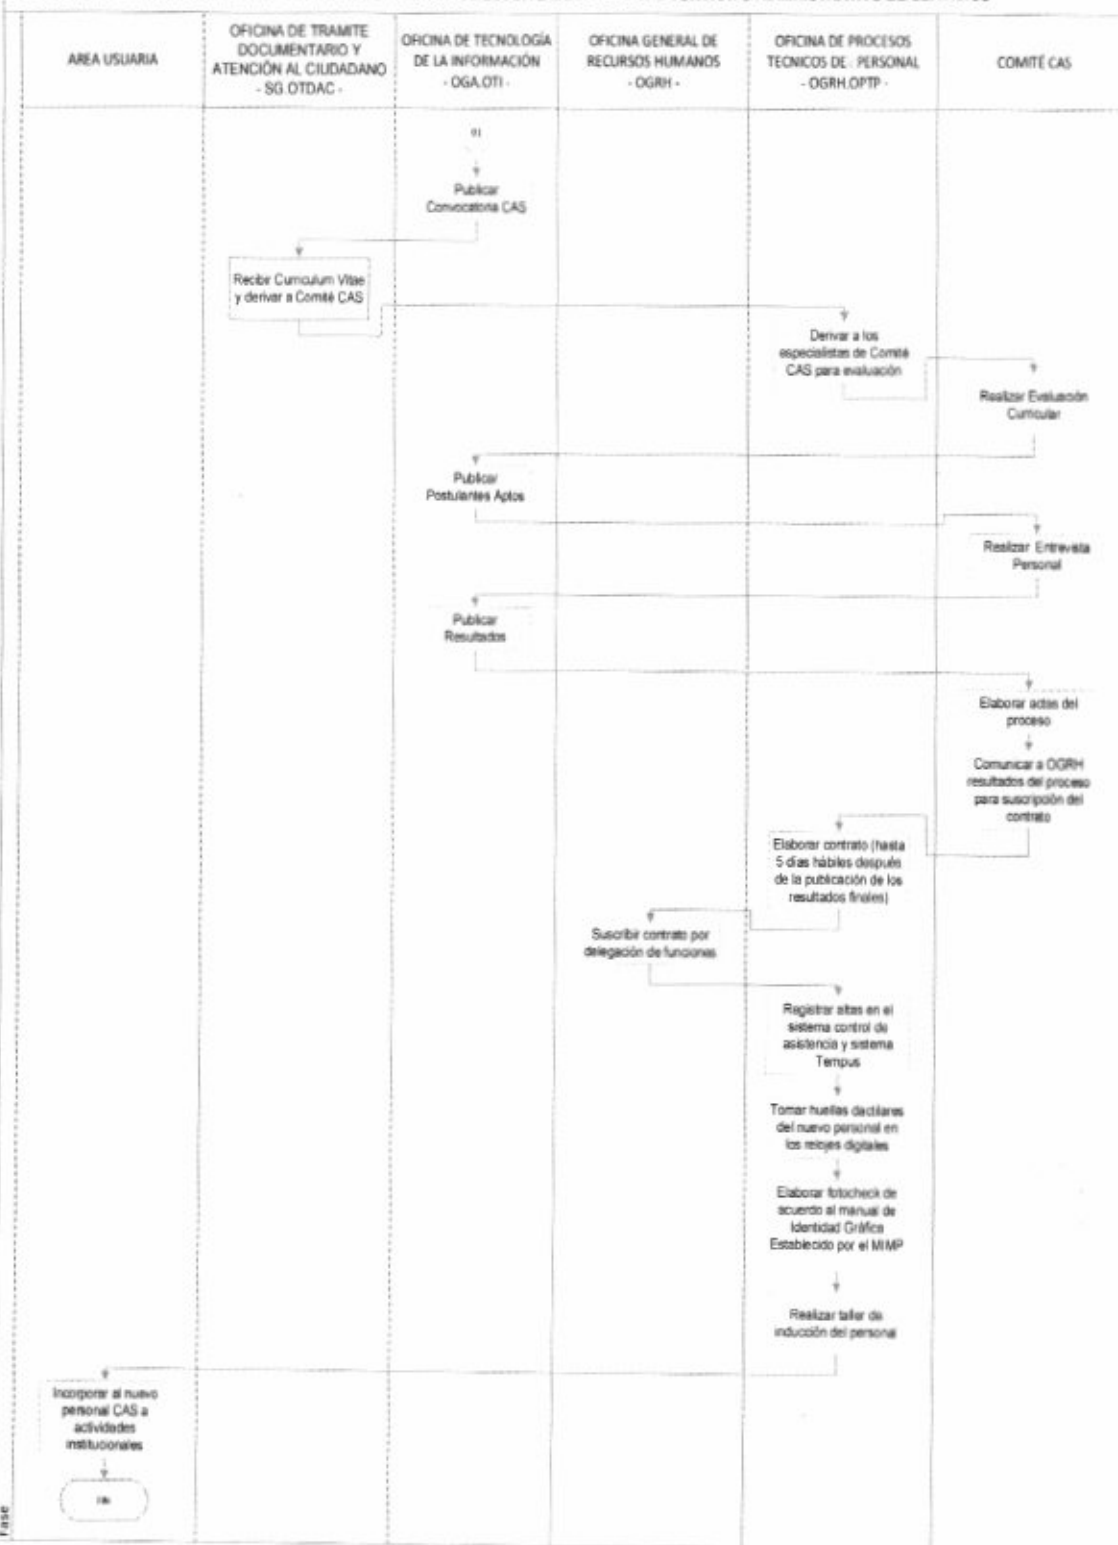 AREA USUARIA
OFICINA DE TRAMITE
DOCUMENTARIO Y
ATENCIÓN AL CIUDADANO
- SG.OTDAC -
OFICINA DE TECNOLOGÍA
DE LA INFORMACIÓN
- OGA.OTI -
OFICINA GENERAL DE
RECURSOS HUMANOS
- OGRH -
OFICINA DE PROCESOS
TECNICOS DE PERSONAL
- OGRH.OPTP -
COMITÉ CAS
01
Publicar
Convocatoria CAS
Recibir Curriculum Vitae
y derivar a Comité CAS
Derivar a los
especialistas de Comité
CAS para evaluación
Realizar Evaluación
Curricular
Publicar
Postulantes Aptos
Realizar Entrevista
Personal
Publicar
Resultados
Elaborar actas del
proceso
Comunicar a OGRH
resultados del proceso
para suscripción del
contrato
Elaborar contrato (hasta
5 días hábiles después
de la publicación de los
resultados finales)
Suscribir contrato por
delegación de funciones
Registrar altas en el
sistema control de
asistencia y sistema
Tempus
Tomar huellas dactilares
del nuevo personal en
los relojes digitales
Elaborar fotocheck de
acuerdo al manual de
Identidad Gráfica
Establecido por el MIMP
Realizar taller de
inducción del personal
Incorporar al nuevo
personal CAS a
actividades
institucionales
Fin
Fase